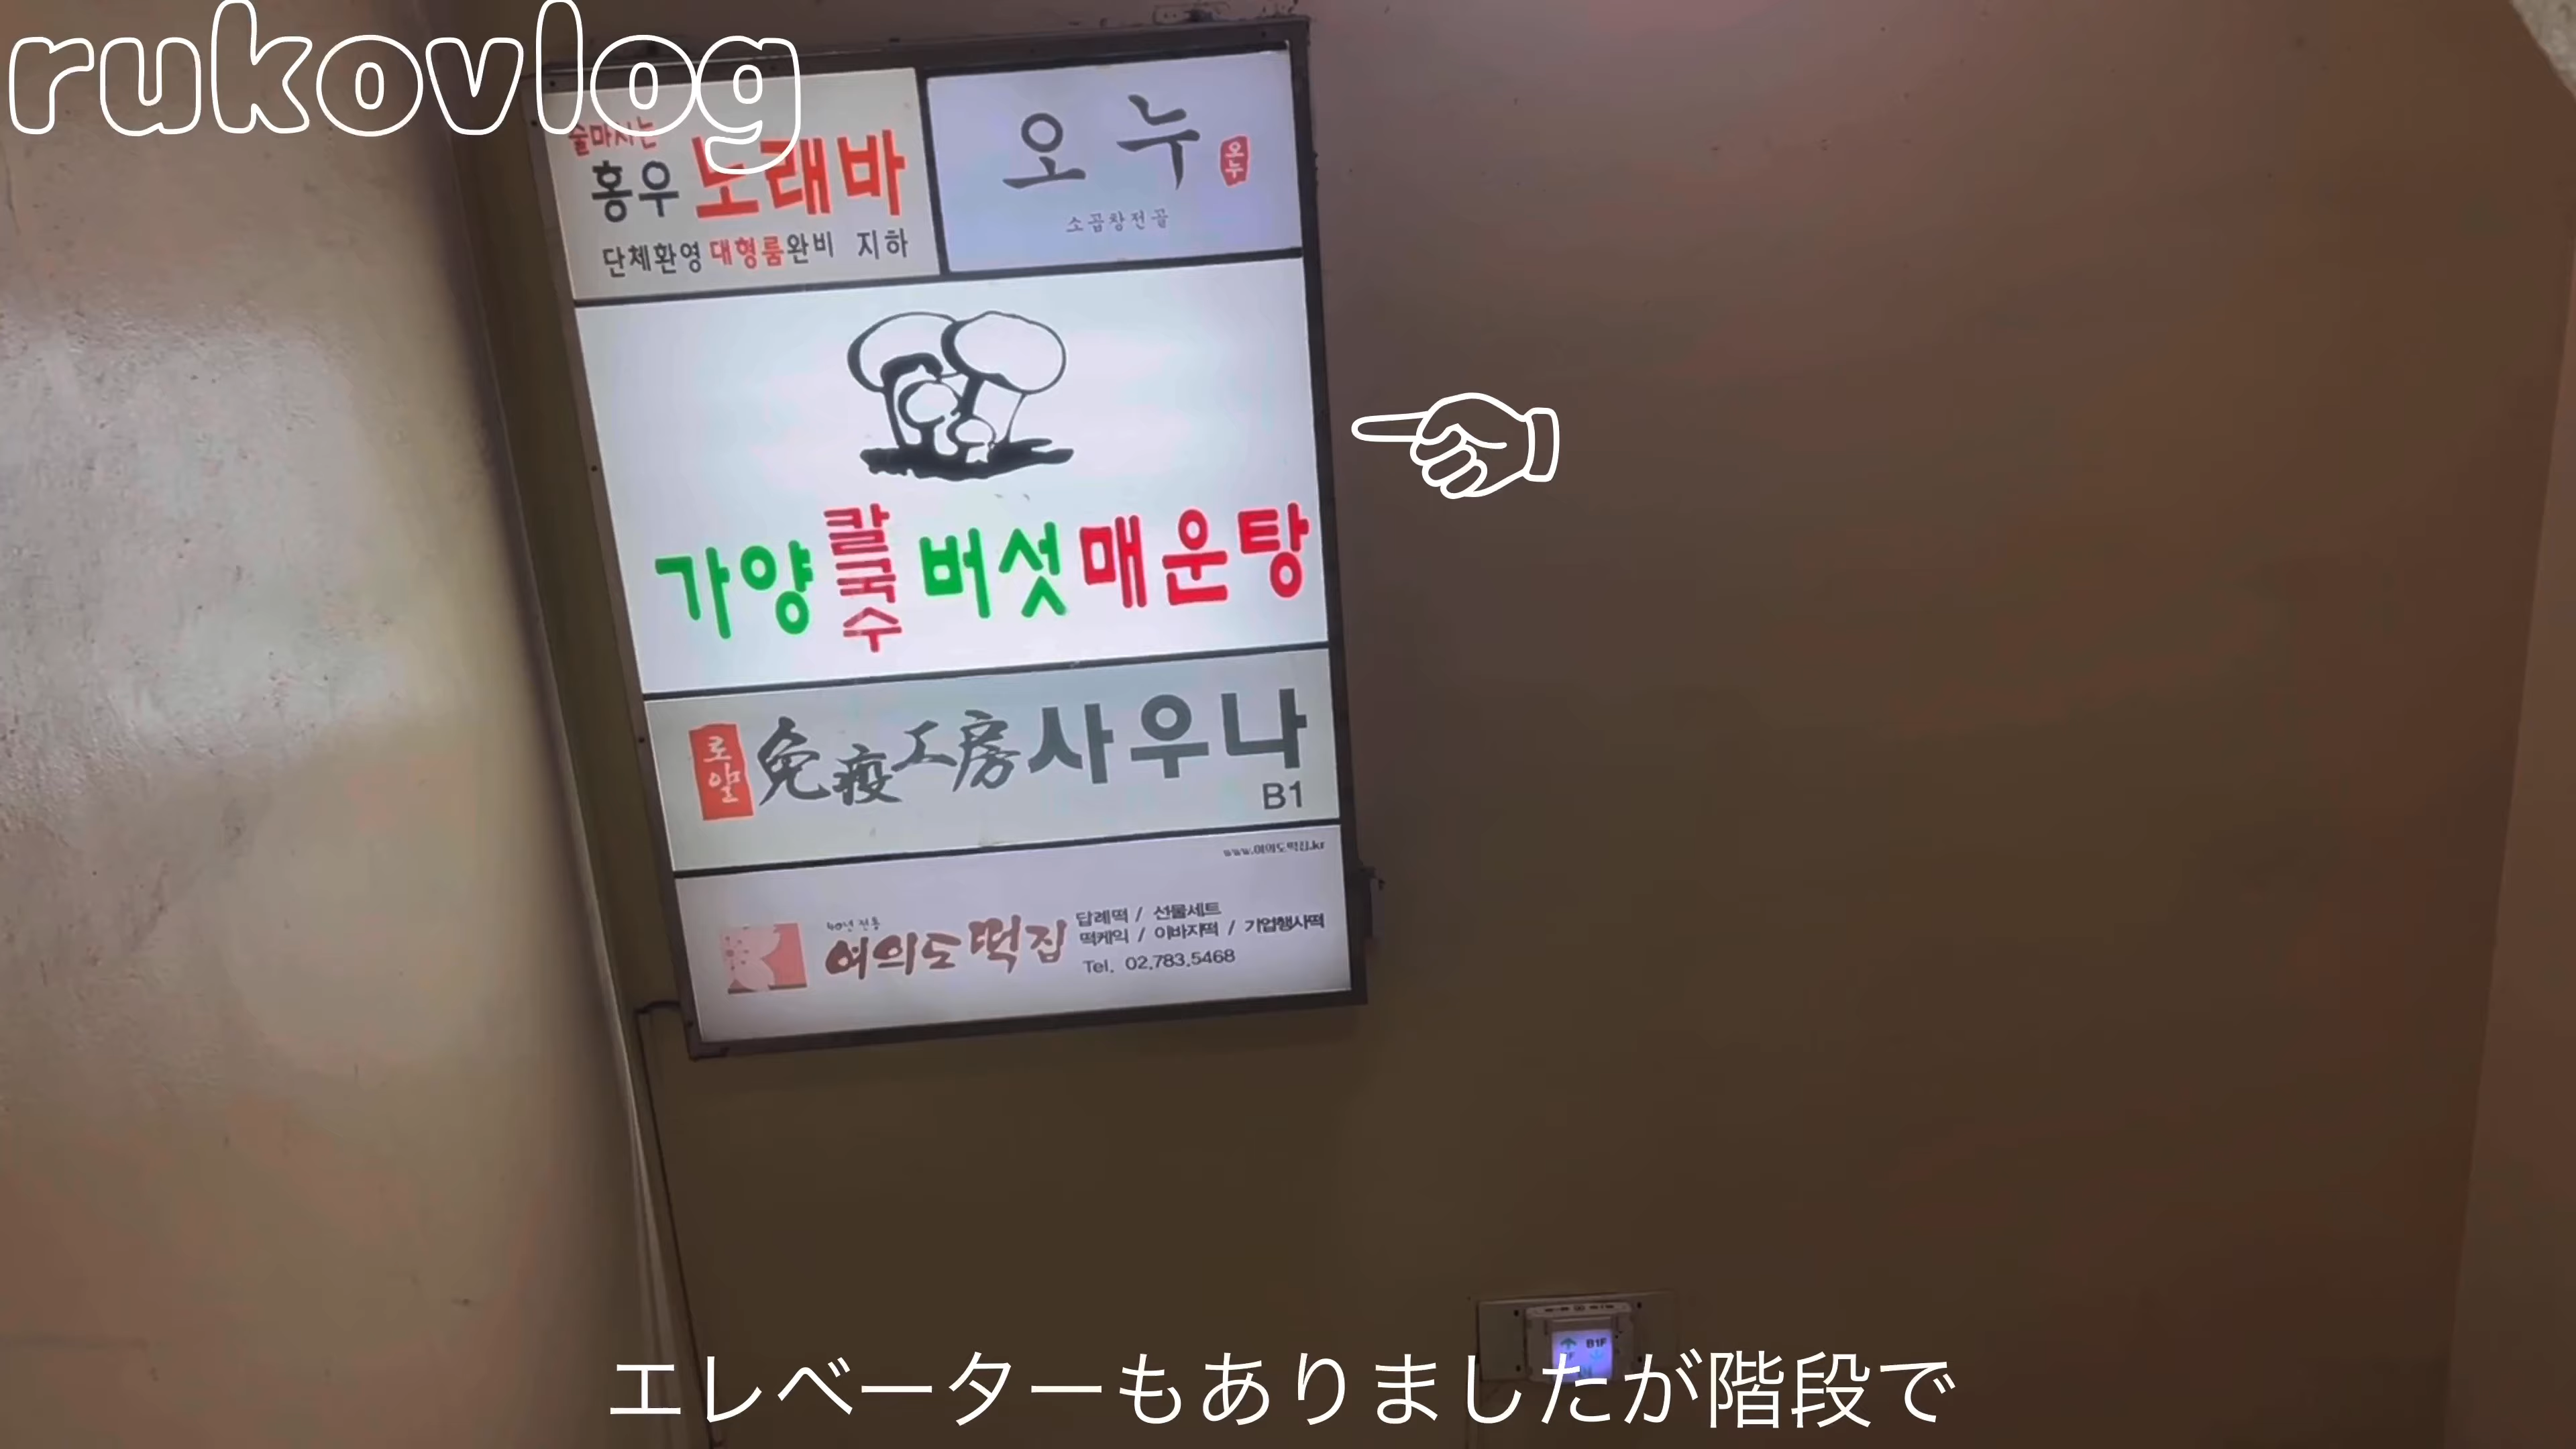 rukovlog
술마시는
홍우 노래바
단체환영 대형룸완비 지하
오누
오누
소곱창전골
가양칼국수버섯매운탕
로얄 免疫工房 사우나
B1
www.여의도떡집.kr
40년 전통
여의도떡집
답례떡 / 선물세트
떡케익 / 이바지떡 / 기업행사떡
Tel. 02.783.5468
B1F
エレベーターもありましたが階段で